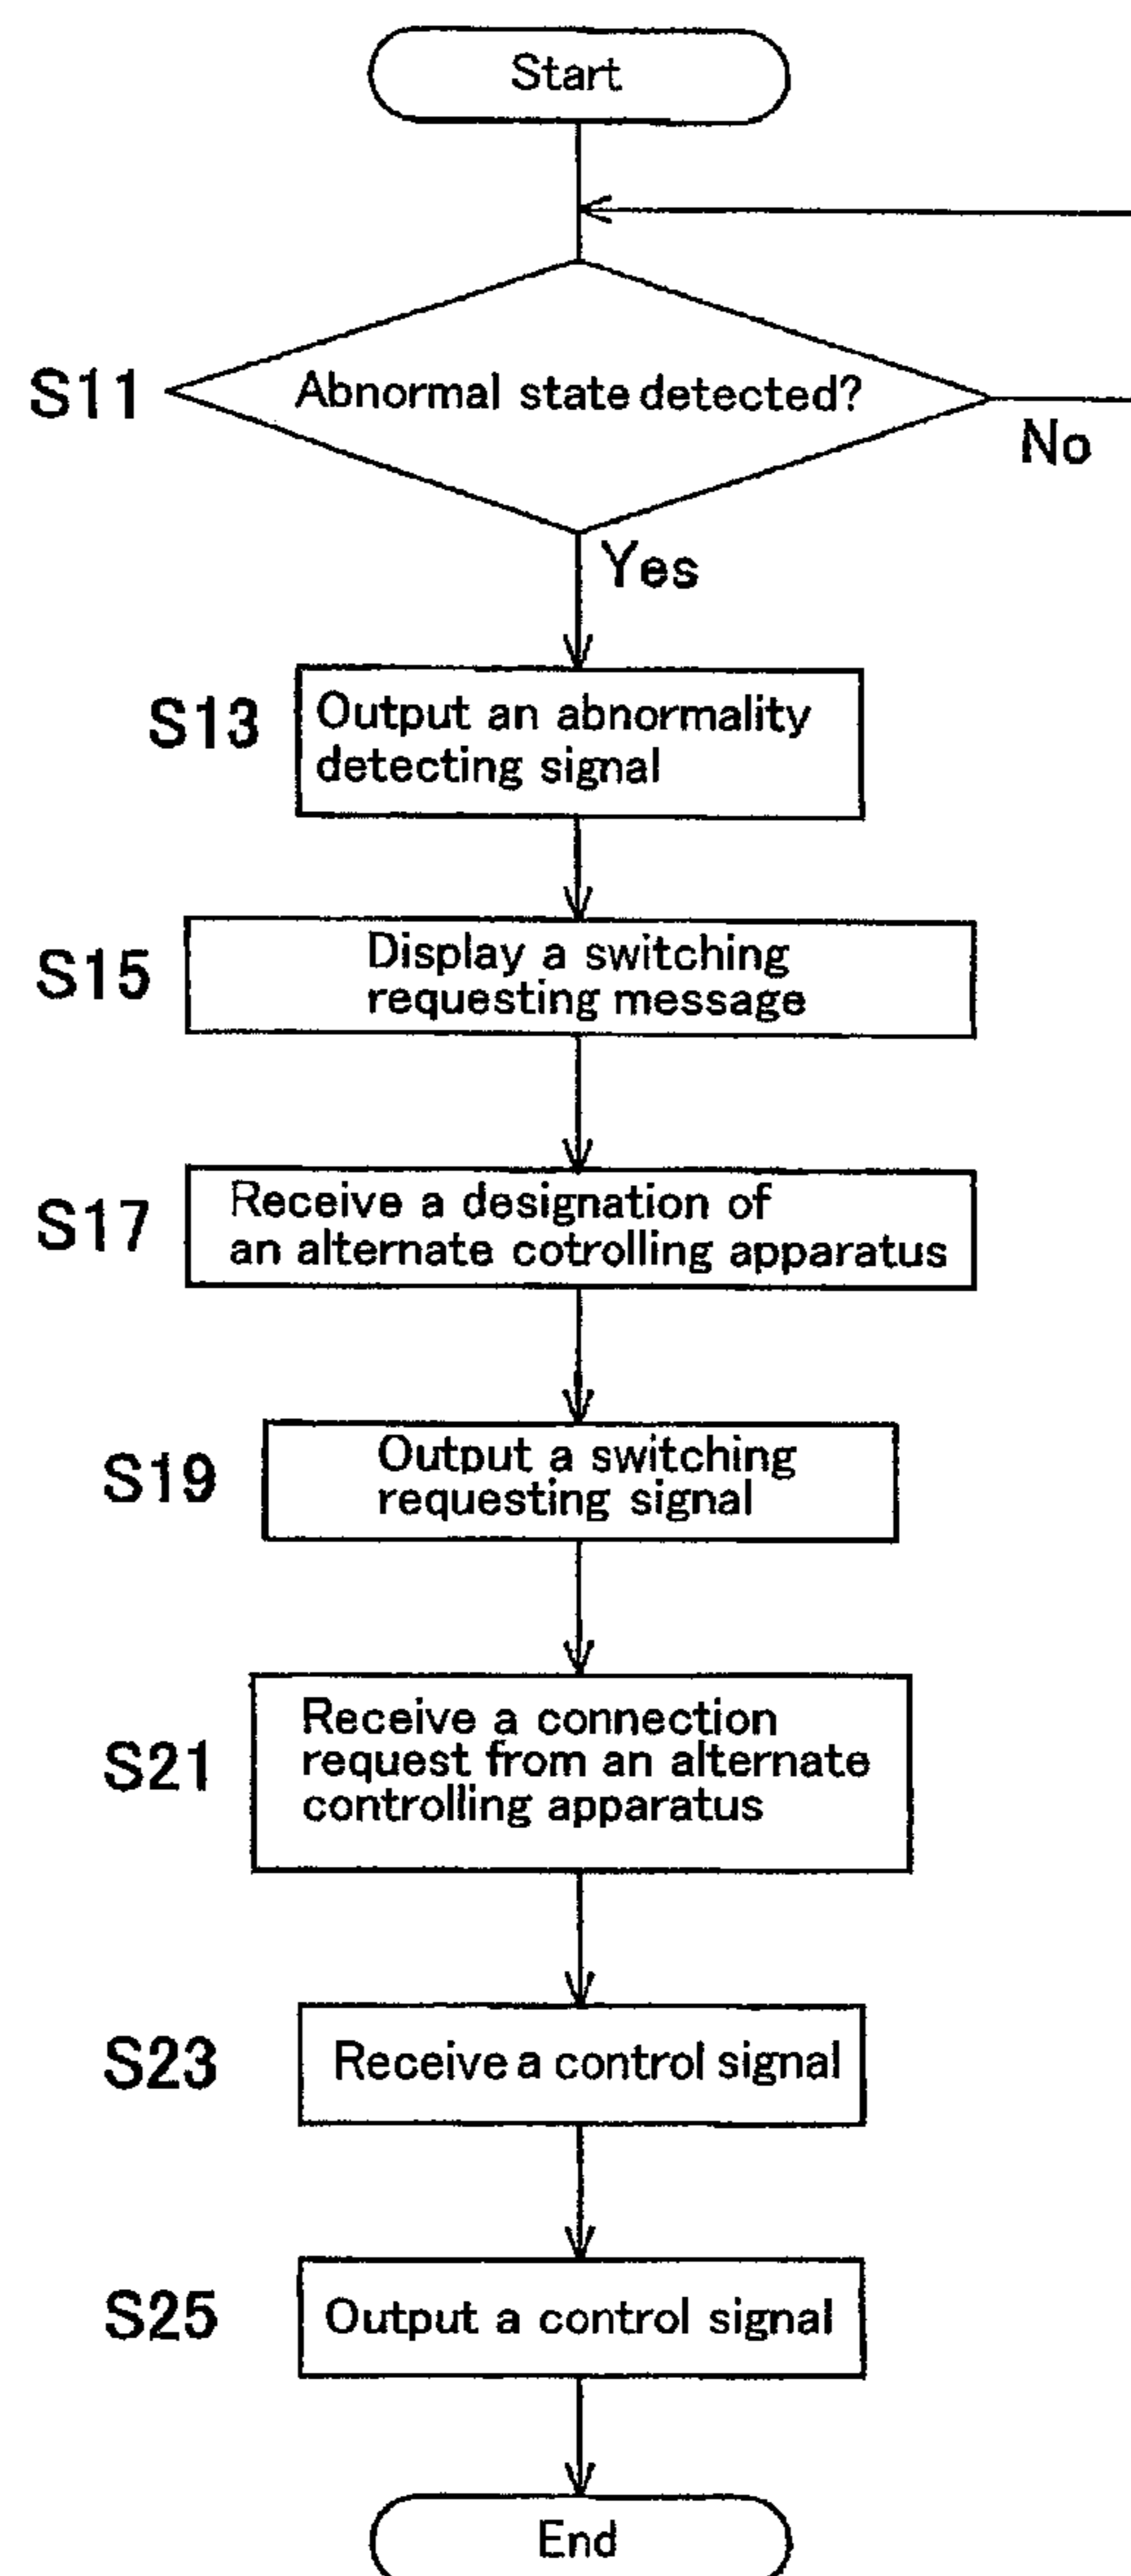 Start
S11
Abnormal state detected?
No
Yes
S13
Output an abnormality
detecting signal
S15
Display a switching
requesting message
S17
Receive a designation of
an alternate cotrolling apparatus
S19
Output a switching
requesting signal
S21
Receive a connection
request from an alternate
controlling apparatus
S23
Receive a control signal
S25
Output a control signal
End